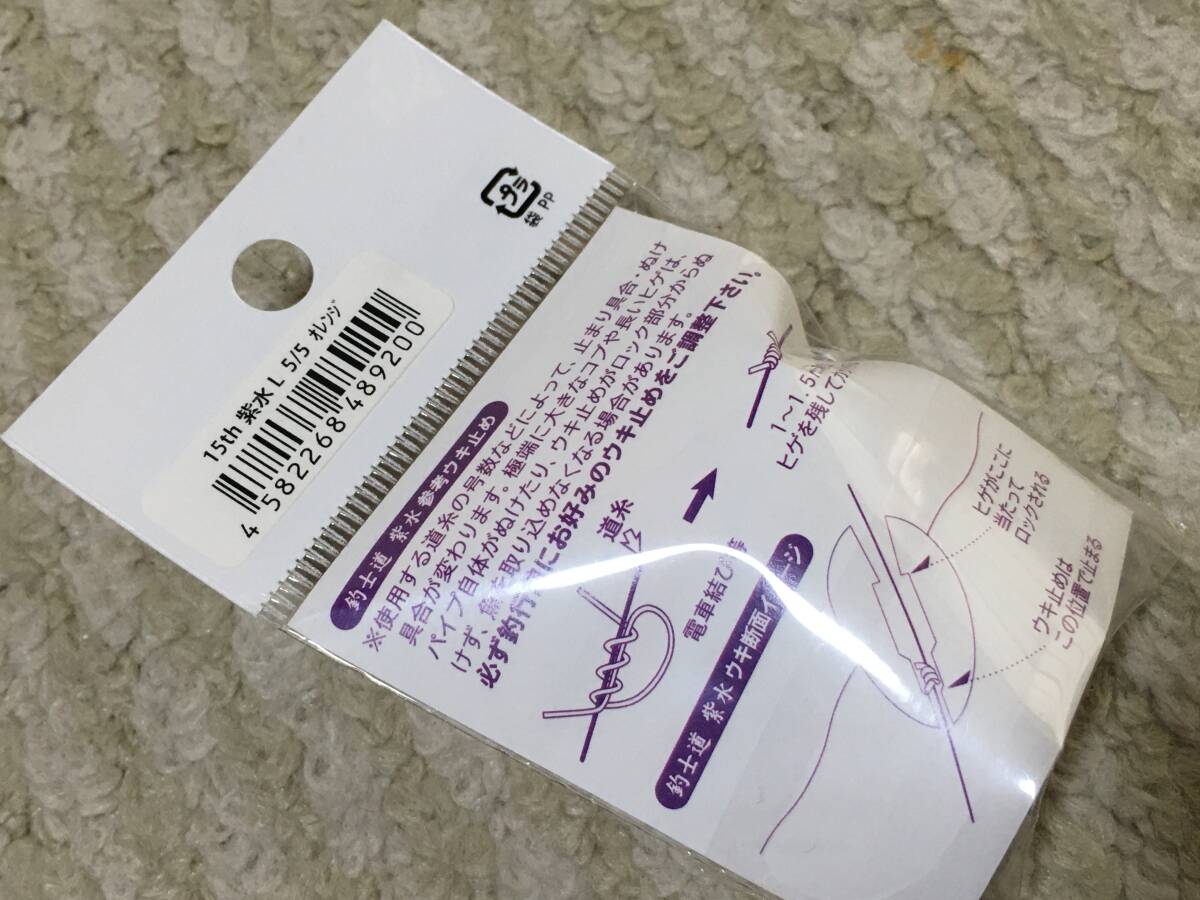 プラ
袋 PP
15th 紫水 L 5/5 オレンジ
4 582268 489200
釣士道 紫水 参考ウキ止め
※使用する道糸の号数などによって、止まり具合・ぬけ
具合が変わります。極端に大きなコブや長いヒゲは、
パイプ自体がぬけたり、ウキ止めがロック部分からぬ
けず、魚を取り込めなくなる場合があります。
必ず釣行前にお好みのウキ止めをご調整下さい。
道糸
電車結び
1〜1.5m
ヒゲを残して
釣士道 紫水 ウキ断面イメージ
ヒゲがここに
当たって
ロックされる
ウキ止めは
この位置で止まる